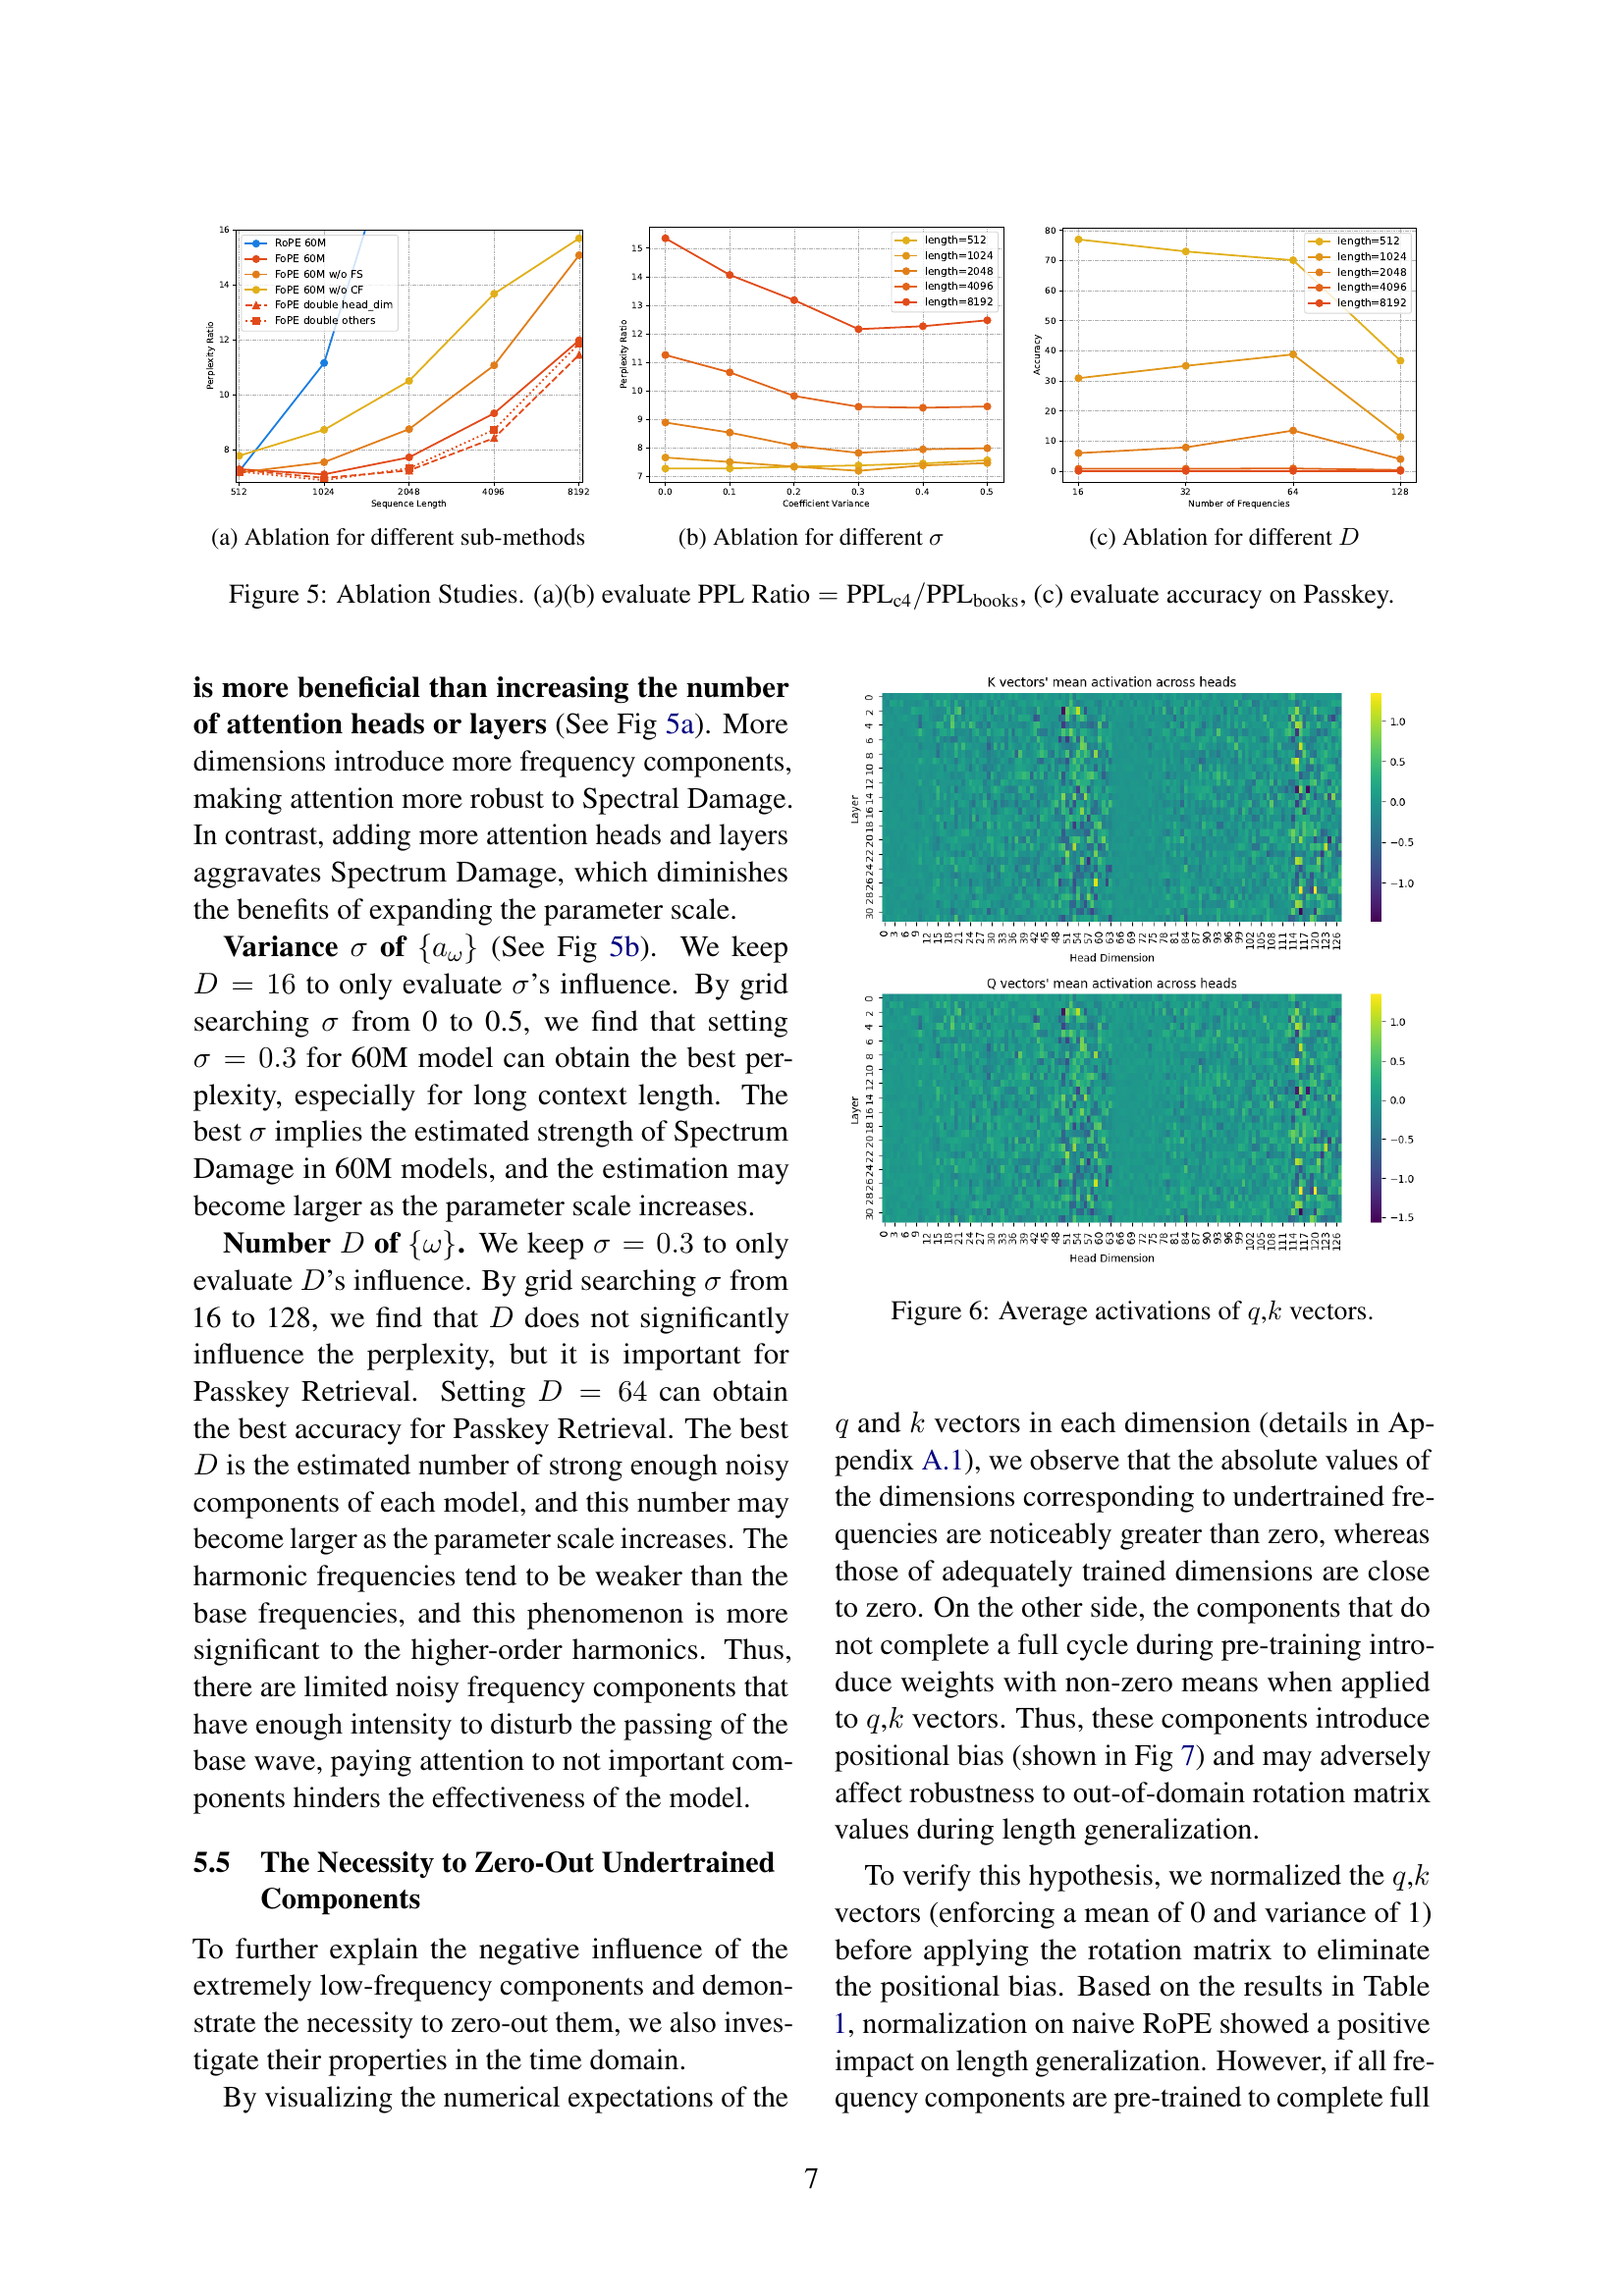 16
14
12
10
8
Perplexity Ratio
RoPE 60M
FoPE 60M
FoPE 60M w/o FS
FoPE 60M w/o CF
FoPE double head_dim
FoPE double others
512 1024 2048 4096 8192
Sequence Length
15
14
13
12
11
10
9
8
7
Perplexity Ratio
length=512
length=1024
length=2048
length=4096
length=8192
0.0 0.1 0.2 0.3 0.4 0.5
Coefficient Variance
80
70
60
50
40
30
20
10
0
Accuracy
length=512
length=1024
length=2048
length=4096
length=8192
16 32 64 128
Number of Frequencies
(a) Ablation for different sub-methods
(b) Ablation for different σ
(c) Ablation for different D
Figure 5: Ablation Studies. (a)(b) evaluate PPL Ratio = PPL_c4/PPL_books, (c) evaluate accuracy on Passkey.
is more beneficial than increasing the number
of attention heads or layers (See Fig 5a). More
dimensions introduce more frequency components,
making attention more robust to Spectral Damage.
In contrast, adding more attention heads and layers
aggravates Spectrum Damage, which diminishes
the benefits of expanding the parameter scale.
Variance σ of {a_ω} (See Fig 5b). We keep
D = 16 to only evaluate σ's influence. By grid
searching σ from 0 to 0.5, we find that setting
σ = 0.3 for 60M model can obtain the best per-
plexity, especially for long context length. The
best σ implies the estimated strength of Spectrum
Damage in 60M models, and the estimation may
become larger as the parameter scale increases.
Number D of {ω}. We keep σ = 0.3 to only
evaluate D's influence. By grid searching σ from
16 to 128, we find that D does not significantly
influence the perplexity, but it is important for
Passkey Retrieval. Setting D = 64 can obtain
the best accuracy for Passkey Retrieval. The best
D is the estimated number of strong enough noisy
components of each model, and this number may
become larger as the parameter scale increases. The
harmonic frequencies tend to be weaker than the
base frequencies, and this phenomenon is more
significant to the higher-order harmonics. Thus,
there are limited noisy frequency components that
have enough intensity to disturb the passing of the
base wave, paying attention to not important com-
ponents hinders the effectiveness of the model.
5.5 The Necessity to Zero-Out Undertrained
Components
To further explain the negative influence of the
extremely low-frequency components and demon-
strate the necessity to zero-out them, we also inves-
tigate their properties in the time domain.
By visualizing the numerical expectations of the
K vectors' mean activation across heads
Layer
0 2 4 6 8 10 12 14 16 18 20 22 24 26 28 30
0 3 6 9 12 15 18 21 24 27 30 33 36 39 42 45 48 51 54 57 60 63 66 69 72 75 78 81 84 87 90 93 96 99 102 105 108 111 114 117 120 123 126
Head Dimension
1.0
0.5
0.0
−0.5
−1.0
Q vectors' mean activation across heads
Layer
0 2 4 6 8 10 12 14 16 18 20 22 24 26 28 30
0 3 6 9 12 15 18 21 24 27 30 33 36 39 42 45 48 51 54 57 60 63 66 69 72 75 78 81 84 87 90 93 96 99 102 105 108 111 114 117 120 123 126
Head Dimension
1.0
0.5
0.0
−0.5
−1.0
−1.5
Figure 6: Average activations of q,k vectors.
q and k vectors in each dimension (details in Ap-
pendix A.1), we observe that the absolute values of
the dimensions corresponding to undertrained fre-
quencies are noticeably greater than zero, whereas
those of adequately trained dimensions are close
to zero. On the other side, the components that do
not complete a full cycle during pre-training intro-
duce weights with non-zero means when applied
to q,k vectors. Thus, these components introduce
positional bias (shown in Fig 7) and may adversely
affect robustness to out-of-domain rotation matrix
values during length generalization.
To verify this hypothesis, we normalized the q,k
vectors (enforcing a mean of 0 and variance of 1)
before applying the rotation matrix to eliminate
the positional bias. Based on the results in Table
1, normalization on naive RoPE showed a positive
impact on length generalization. However, if all fre-
quency components are pre-trained to complete full
7